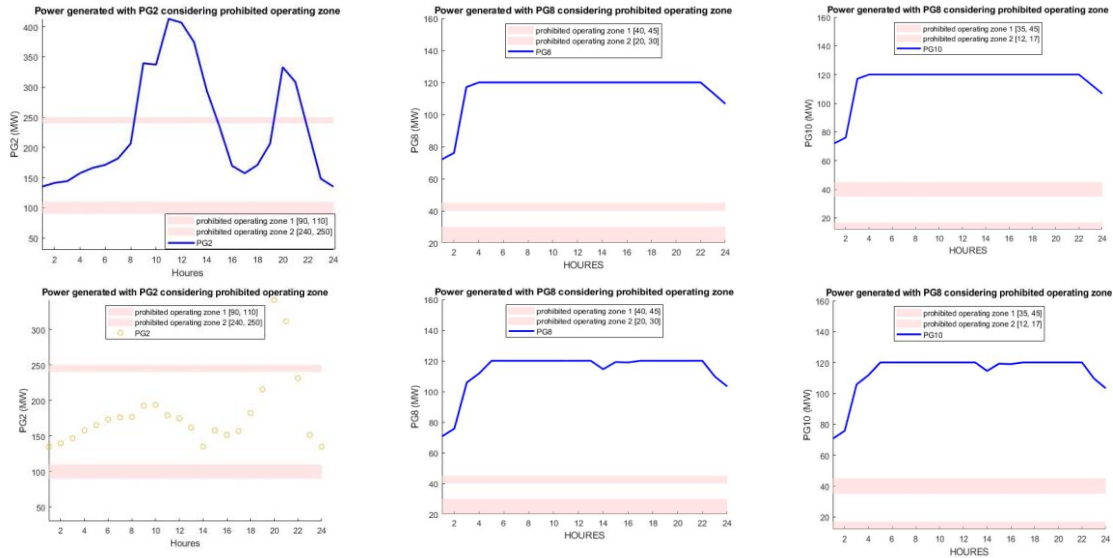 Power generated with PG2 considering prohibited operating zone
400
350
300
250
200
150
100
50
PG2 (MW)
prohibited operating zone 1 [90, 110]
prohibited operating zone 2 [240, 250]
PG2
2 4 6 8 10 12 14 16 18 20 22 24
Houres
Power generated with PG8 considering prohibited operating zone
160
140
120
100
80
60
40
20
PG8 (MW)
prohibited operating zone 1 [40, 45]
prohibited operating zone 2 [20, 30]
PG8
2 4 6 8 10 12 14 16 18 20 22 24
HOURES
Power generated with PG8 considering prohibited operating zone
160
140
120
100
80
60
40
20
PG10 (MW)
prohibited operating zone 1 [35, 45]
prohibited operating zone 2 [12, 17]
PG10
2 4 6 8 10 12 14 16 18 20 22 24
HOURES
Power generated with PG2 considering prohibited operating zone
300
250
200
150
100
50
PG2 (MW)
prohibited operating zone 1 [90, 110]
prohibited operating zone 2 [240, 250]
PG2
2 4 6 8 10 12 14 16 18 20 22 24
Houres
Power generated with PG8 considering prohibited operating zone
160
140
120
100
80
60
40
20
PG8 (MW)
prohibited operating zone 1 [40, 45]
prohibited operating zone 2 [20, 30]
PG8
2 4 6 8 10 12 14 16 18 20 22 24
HOURES
Power generated with PG8 considering prohibited operating zone
160
140
120
100
80
60
40
20
PG10 (MW)
prohibited operating zone 1 [35, 45]
prohibited operating zone 2 [12, 17]
PG10
2 4 6 8 10 12 14 16 18 20 22 24
HOURES